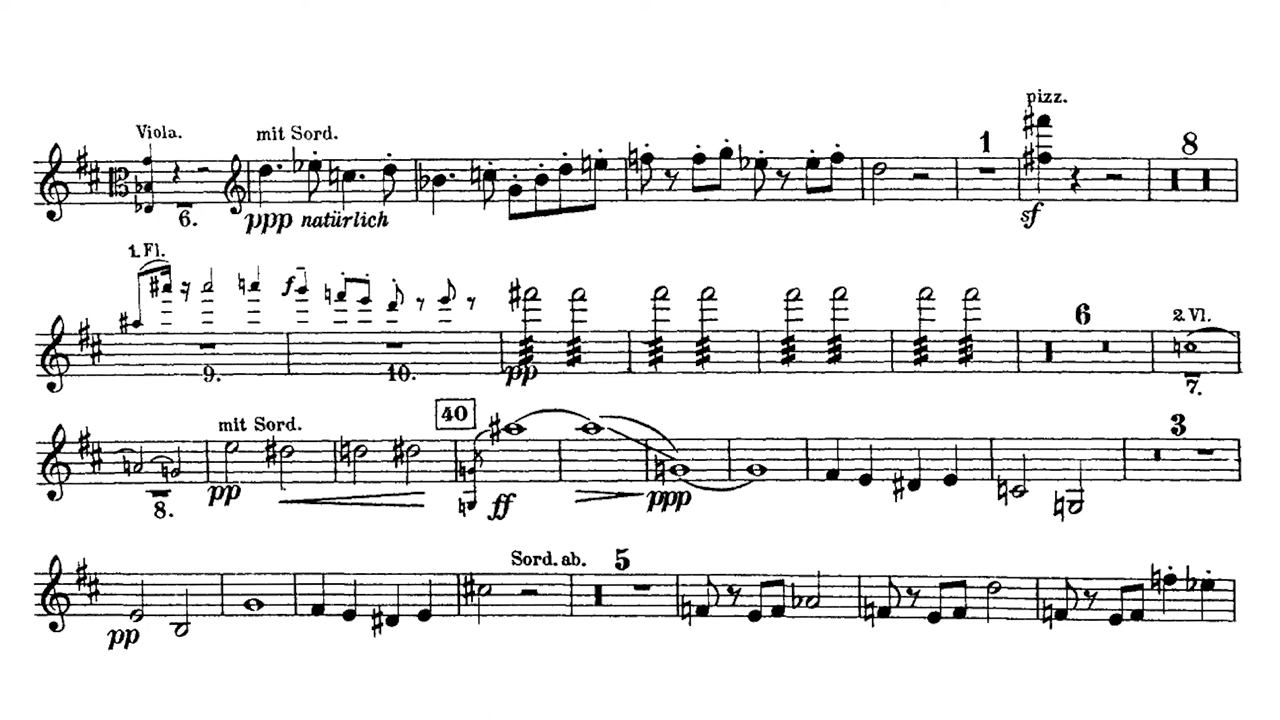 Viola. mit Sord. pizz.
1 8
6. ppp natürlich sf
1. Fl. f
6 2. Vl.
9. 10. pp 7.
mit Sord. 40 3
8. pp ff ppp
Sord. ab. 5
pp